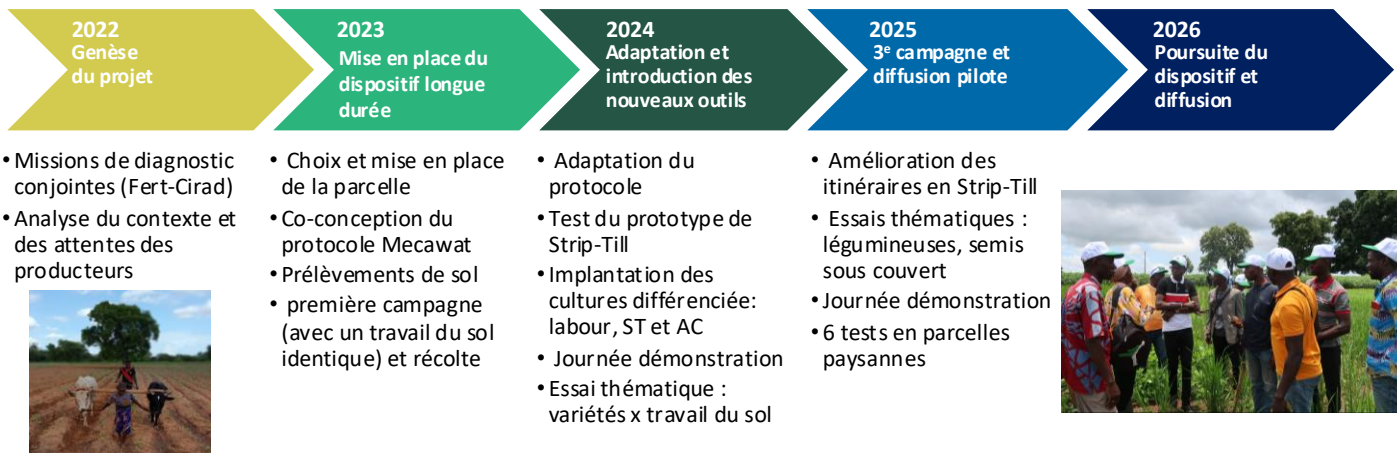 2022
Genèse
du projet
2023
Mise en place du
dispositif longue
durée
2024
Adaptation et
introduction des
nouveaux outils
2025
3e campagne et
diffusion pilote
2026
Poursuite du
dispositif et
diffusion
• Missions de diagnostic
conjointes (Fert-Cirad)
• Analyse du contexte et
des attentes des
producteurs
• Choix et mise en place
de la parcelle
• Co-conception du
protocole Mecawat
• Prélèvements de sol
• première campagne
(avec un travail du sol
identique) et récolte
• Adaptation du
protocole
• Test du prototype de
Strip-Till
• Implantation des
cultures différenciée:
labour, ST et AC
• Journée démonstration
• Essai thématique :
variétés x travail du sol
• Amélioration des
itinéraires en Strip-Till
• Essais thématiques :
légumineuses, semis
sous couvert
• Journée démonstration
• 6 tests en parcelles
paysannes